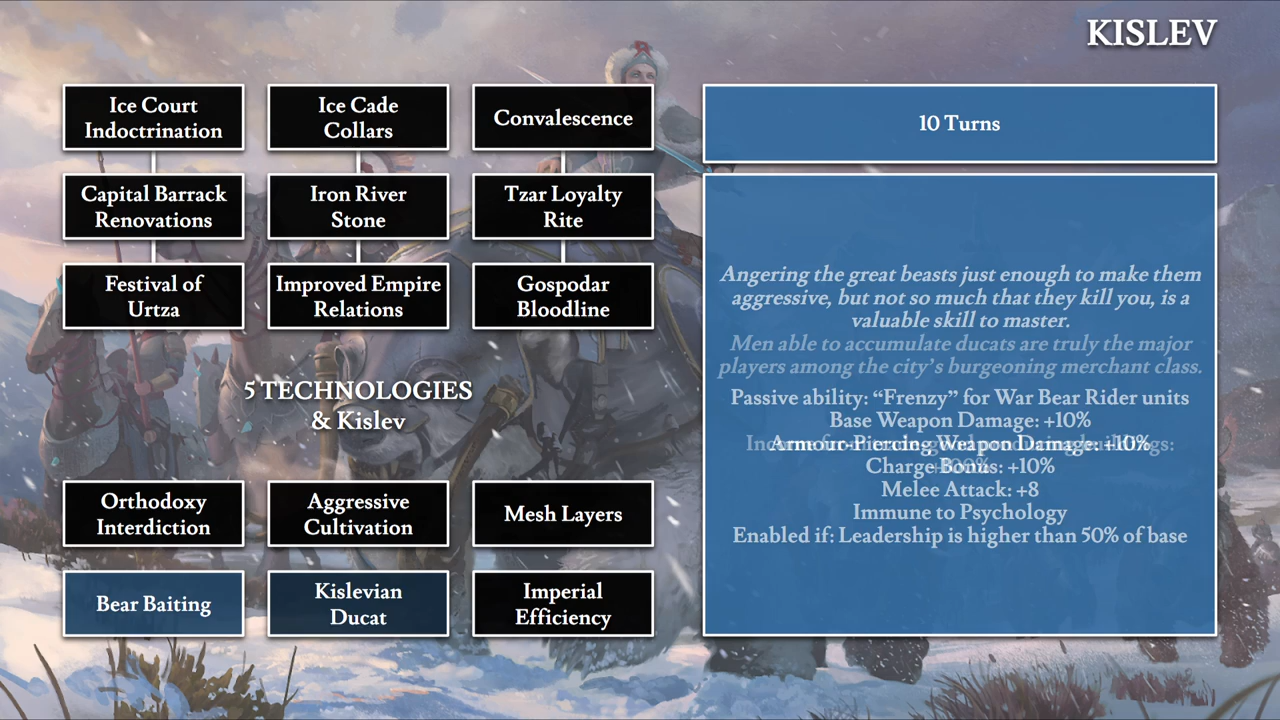 KISLEV
Ice Court
Indoctrination
Ice Cade
Collars
Convalescence
Capital Barrack
Renovations
Iron River
Stone
Tzar Loyalty
Rite
Festival of
Urtza
Improved Empire
Relations
Gospodar
Bloodline
5 TECHNOLOGIES
& Kislev
Orthodoxy
Interdiction
Aggressive
Cultivation
Mesh Layers
Bear Baiting
Kislevian
Ducat
Imperial
Efficiency
10 Turns
Angering the great beasts just enough to make them
aggressive, but not so much that they kill you, is a
valuable skill to master.
Men able to accumulate ducats are truly the major
players among the city's burgeoning merchant class.
Passive ability: “Frenzy” for War Bear Rider units
Base Weapon Damage: +10%
Armour-Piercing Weapon Damage: +10%
Charge Bonus: +10%
Melee Attack: +8
Immune to Psychology
Enabled if: Leadership is higher than 50% of base